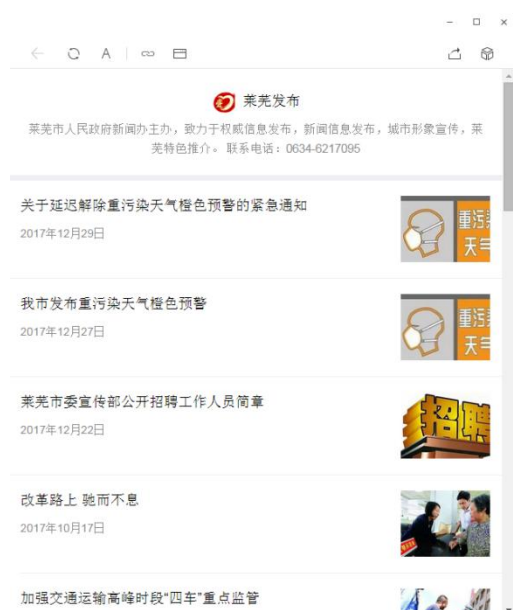 A
莱芜发布
莱芜市人民政府新闻办主办，致力于权威信息发布，新闻信息发布，城市形象宣传，莱
芜特色推介。联系电话：0634-6217095
关于延迟解除重污染天气橙色预警的紧急通知
2017年12月29日
重污染
天气
我市发布重污染天气橙色预警
2017年12月27日
重污染
天气
莱芜市委宣传部公开招聘工作人员简章
2017年12月22日
招聘
改革路上 驰而不息
2017年10月17日
加强交通运输高峰时段“四车”重点监管